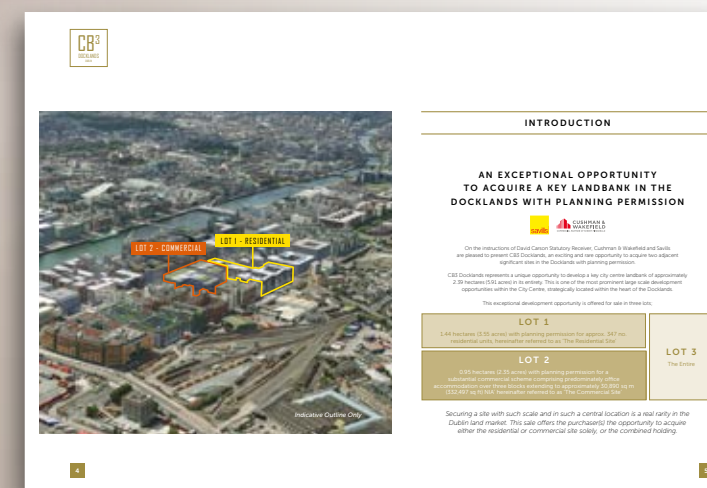 CB3
DOCKLANDS
LOT 2 - COMMERCIAL
LOT 1 - RESIDENTIAL
Indicative Outline Only
4
INTRODUCTION
AN EXCEPTIONAL OPPORTUNITY
TO ACQUIRE A KEY LANDBANK IN THE
DOCKLANDS WITH PLANNING PERMISSION
savills
CUSHMAN &
WAKEFIELD
On the instructions of David Carson Statutory Receiver, Cushman & Wakefield and Savills
are pleased to present CB3 Docklands, an exciting and rare opportunity to acquire two adjacent
significant sites in the Docklands with planning permission.
CB3 Docklands represents a unique opportunity to develop a key city centre landbank of approximately
2.39 hectares (5.91 acres) in its entirety. This is one of the most prominent large scale development
opportunities within the City Centre, strategically located within the heart of the Docklands.
This exceptional development opportunity is offered for sale in three lots;
LOT 1
1.44 hectares (3.55 acres) with planning permission for approx. 347 no.
residential units, hereinafter referred to as 'The Residential Site'
LOT 2
0.95 hectares (2.35 acres) with planning permission for a
substantial commercial scheme comprising predominately office
accommodation over three blocks extending to approximately 30,890 sq m
(332,497 sq ft) NIA' hereinafter referred to as 'The Commercial Site'
LOT 3
The Entire
Securing a site with such scale and in such a central location is a real rarity in the
Dublin land market. This sale offers the purchaser(s) the opportunity to acquire
either the residential or commercial site solely, or the combined holding.
5